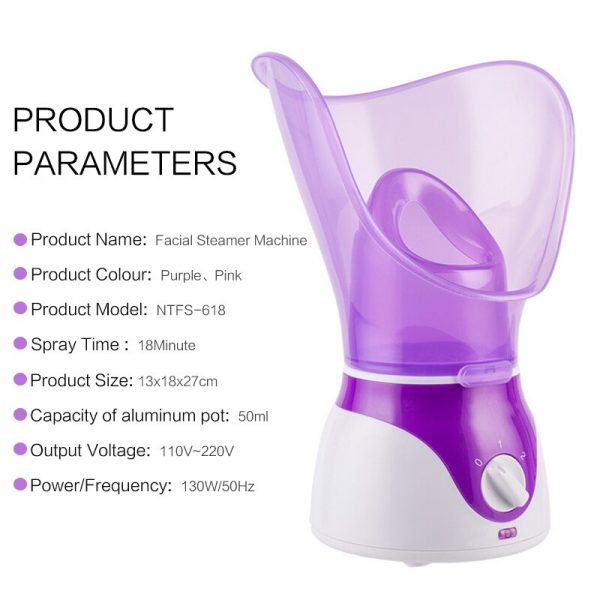 PRODUCT
PARAMETERS
Product Name: Facial Steamer Machine
Product Colour: Purple、Pink
Product Model: NTFS-618
Spray Time : 18Minute
Product Size: 13x18x27cm
Capacity of aluminum pot: 50ml
Output Voltage: 110V~220V
Power/Frequency: 130W/50Hz
0 1 2